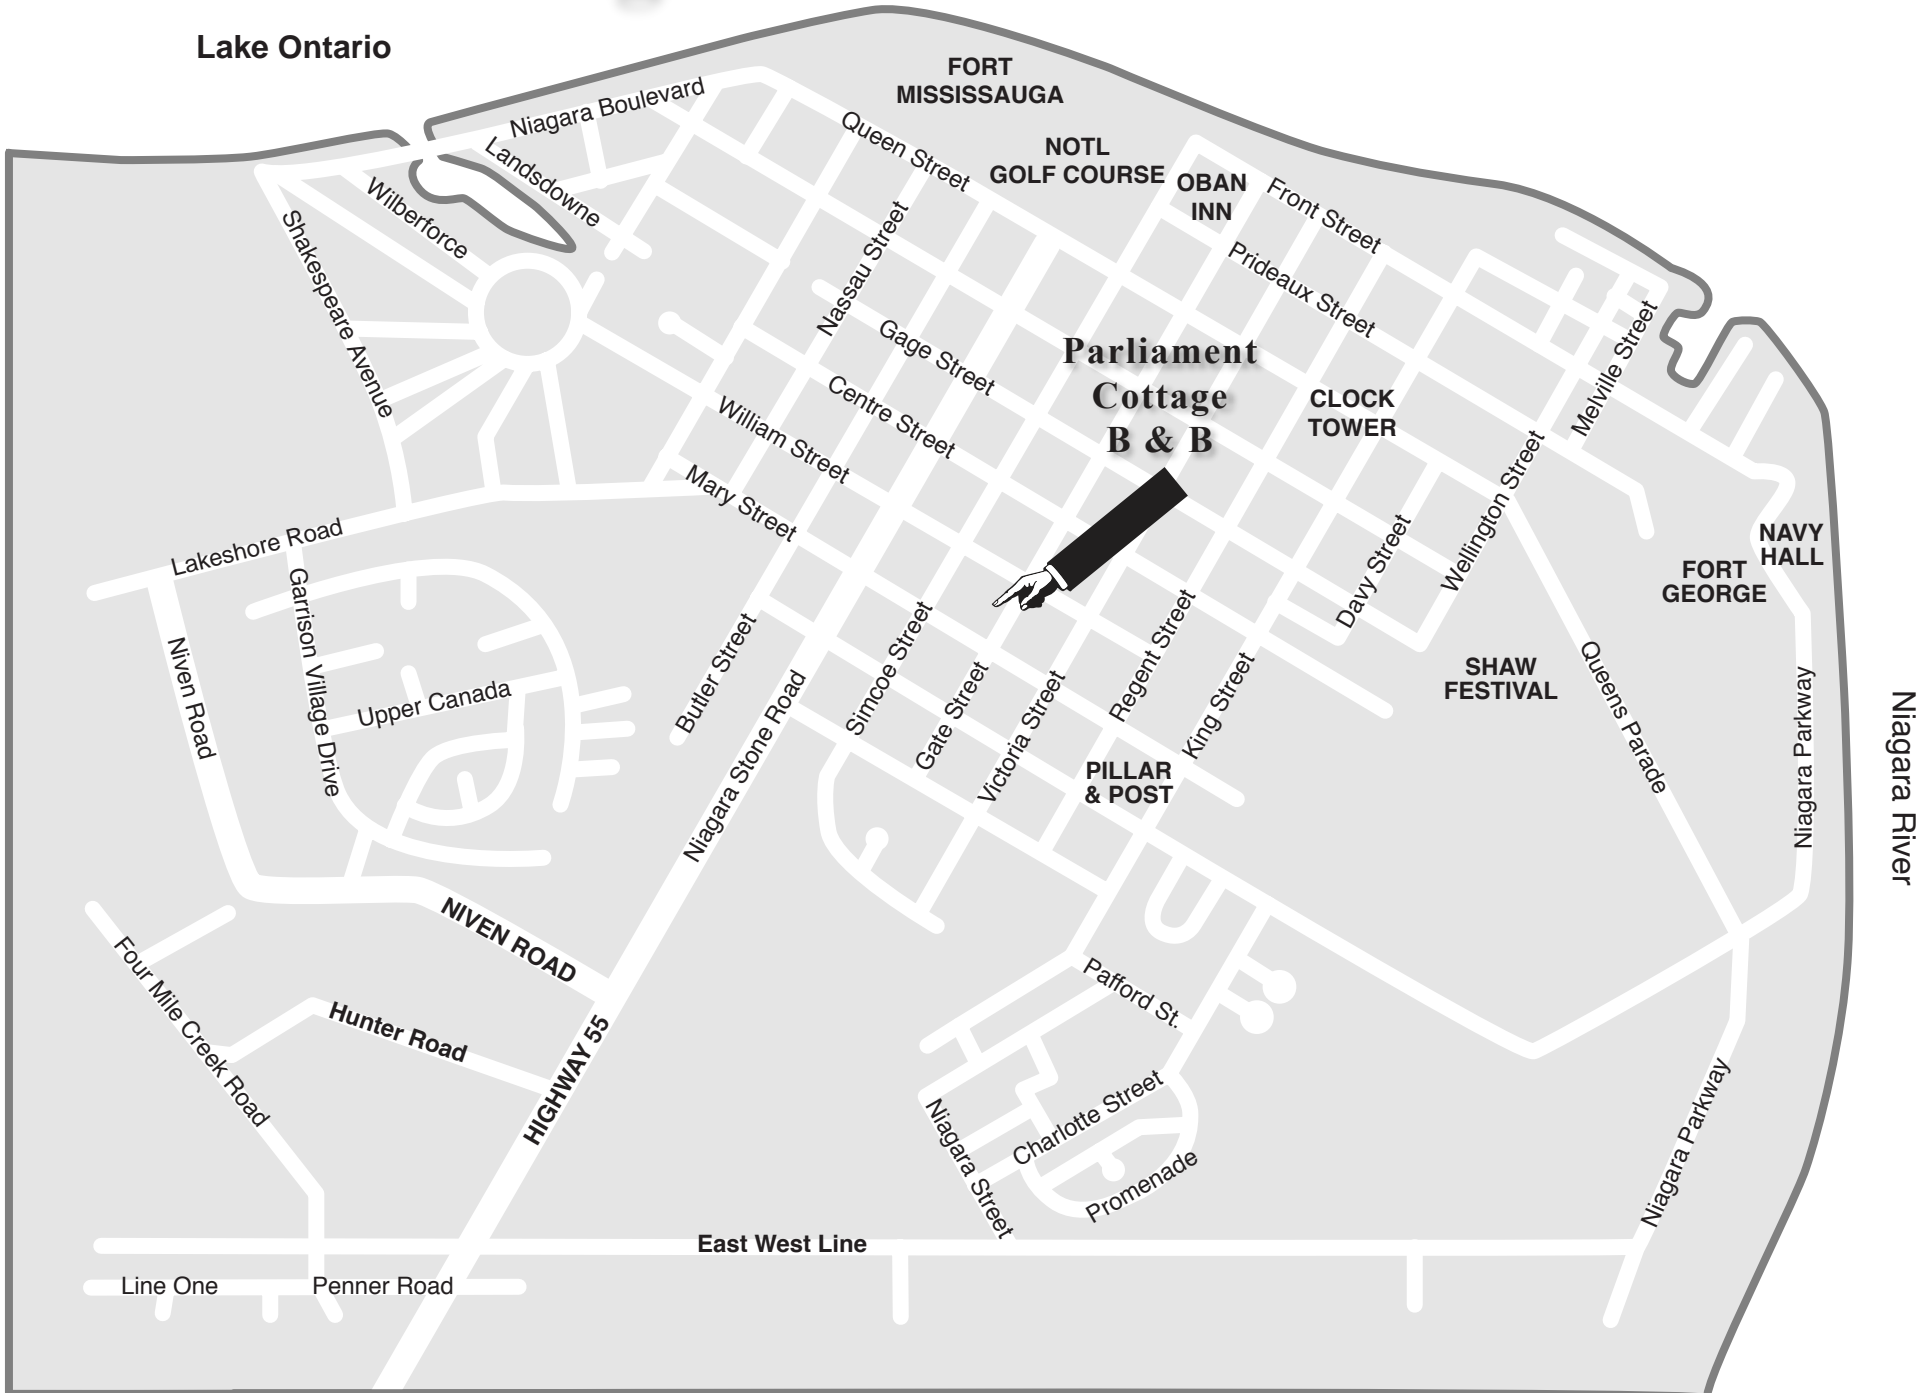 Lake Ontario
FORT
MISSISSAUGA
Niagara Boulevard
Queen Street
Landsdowne
NOTL
GOLF COURSE
OBAN
INN
Front Street
Wilberforce
Shakespeare Avenue
Nassau Street
Prideaux Street
Gage Street
Parliament
Cottage
B & B
Melville Street
Centre Street
CLOCK
TOWER
William Street
Mary Street
Wellington Street
Lakeshore Road
Davy Street
NAVY
HALL
FORT
GEORGE
Garrison Village Drive
Niven Road
Upper Canada
Butler Street
Simcoe Street
Gate Street
Victoria Street
Regent Street
King Street
SHAW
FESTIVAL
Queens Parade
Niagara Parkway
Niagara River
Niagara Stone Road
PILLAR
& POST
NIVEN ROAD
Four Mile Creek Road
Hunter Road
HIGHWAY 55
Pafford St.
Charlotte Street
Niagara Street
Promenade
Niagara Parkway
East West Line
Line One
Penner Road